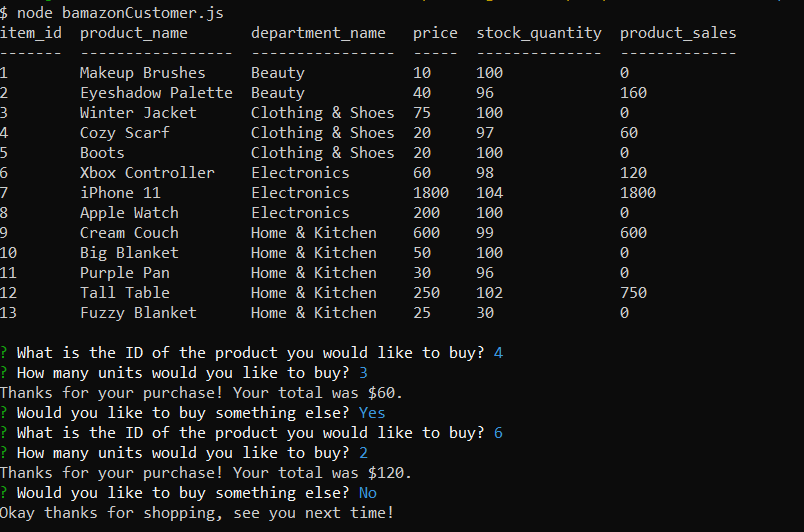 $ node bamazonCustomer.js
item_id  product_name      department_name   price  stock_quantity  product_sales
-------  ----------------  ----------------  -----  --------------  -------------
1        Makeup Brushes    Beauty            10     100             0
2        Eyeshadow Palette  Beauty            40     96              160
3        Winter Jacket     Clothing & Shoes  75     100             0
4        Cozy Scarf        Clothing & Shoes  20     97              60
5        Boots             Clothing & Shoes  20     100             0
6        Xbox Controller   Electronics       60     98              120
7        iPhone 11         Electronics       1800   104             1800
8        Apple Watch       Electronics       200    100             0
9        Cream Couch       Home & Kitchen    600    99              600
10       Big Blanket       Home & Kitchen    50     100             0
11       Purple Pan        Home & Kitchen    30     96              0
12       Tall Table        Home & Kitchen    250    102             750
13       Fuzzy Blanket     Home & Kitchen    25     30              0
? What is the ID of the product you would like to buy? 4
? How many units would you like to buy? 3
Thanks for your purchase! Your total was $60.
? Would you like to buy something else? Yes
? What is the ID of the product you would like to buy? 6
? How many units would you like to buy? 2
Thanks for your purchase! Your total was $120.
? Would you like to buy something else? No
Okay thanks for shopping, see you next time!